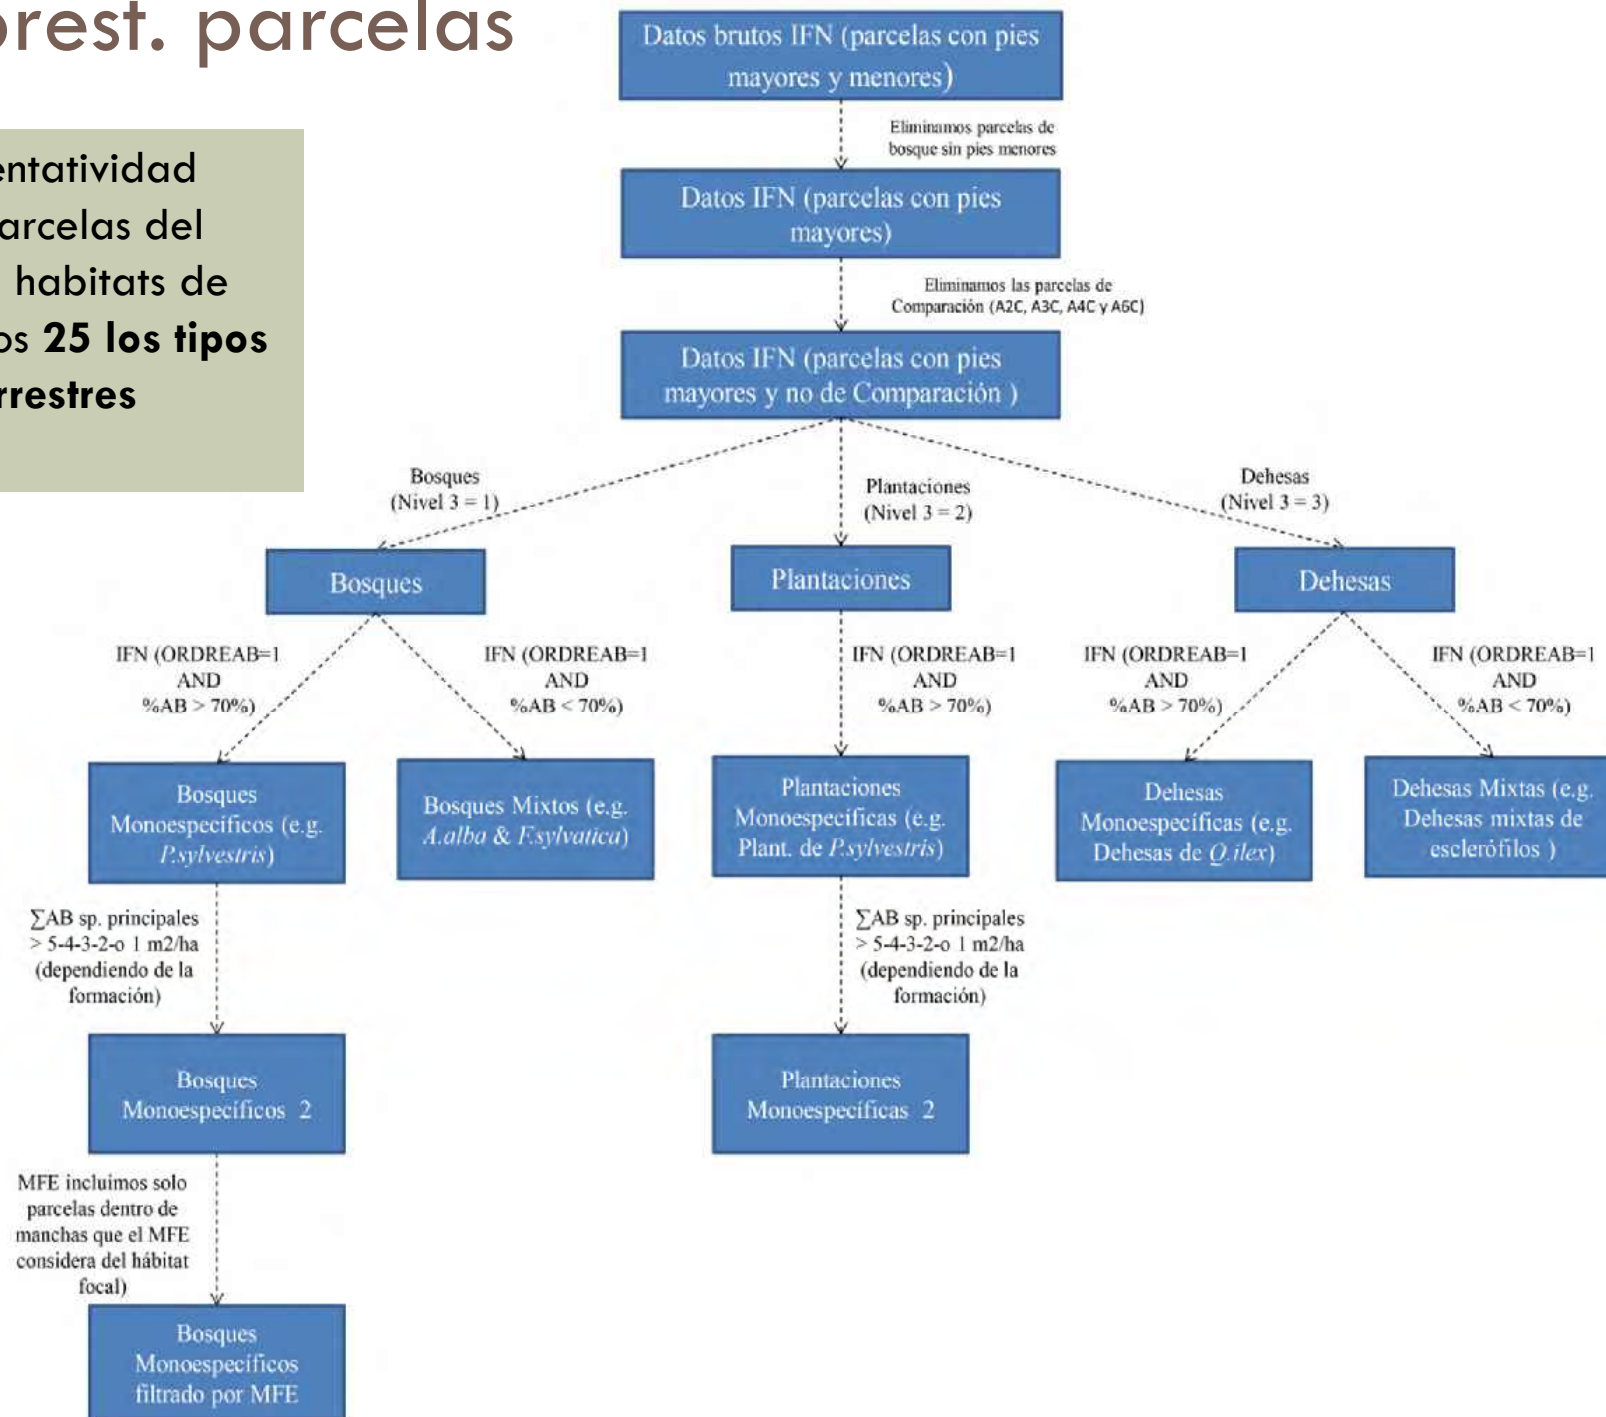 orest. parcelas
entatividad
arcelas del
habitats de
os 25 los tipos
rrestres
Datos brutos IFN (parcelas con pies
mayores y menores)
Eliminamos parcelas de
bosque sin pies menores
Datos IFN (parcelas con pies
mayores)
Eliminamos las parcelas de
Comparación (A2C, A3C, A4C y A6C)
Datos IFN (parcelas con pies
mayores y no de Comparación )
Bosques
(Nivel 3 = 1)
Plantaciones
(Nivel 3 = 2)
Dehesas
(Nivel 3 = 3)
Bosques
Plantaciones
Dehesas
IFN (ORDREAB=1
AND
%AB > 70%)
IFN (ORDREAB=1
AND
%AB < 70%)
IFN (ORDREAB=1
AND
%AB > 70%)
IFN (ORDREAB=1
AND
%AB > 70%)
IFN (ORDREAB=1
AND
%AB < 70%)
Bosques
Monoespecíficos (e.g.
P.sylvestris)
Bosques Mixtos (e.g.
A.alba & F.sylvatica)
Plantaciones
Monoespecíficas (e.g.
Plant. de P.sylvestris)
Dehesas
Monoespecíficas (e.g.
Dehesas de Q.ilex)
Dehesas Mixtas (e.g.
Dehesas mixtas de
esclerófilos )
∑AB sp. principales
> 5-4-3-2-o 1 m2/ha
(dependiendo de la
formación)
∑AB sp. principales
> 5-4-3-2-o 1 m2/ha
(dependiendo de la
formación)
Bosques
Monoespecíficos 2
Plantaciones
Monoespecíficas 2
MFE incluimos solo
parcelas dentro de
manchas que el MFE
considera del hábitat
focal)
Bosques
Monoespecíficos
filtrado por MFE